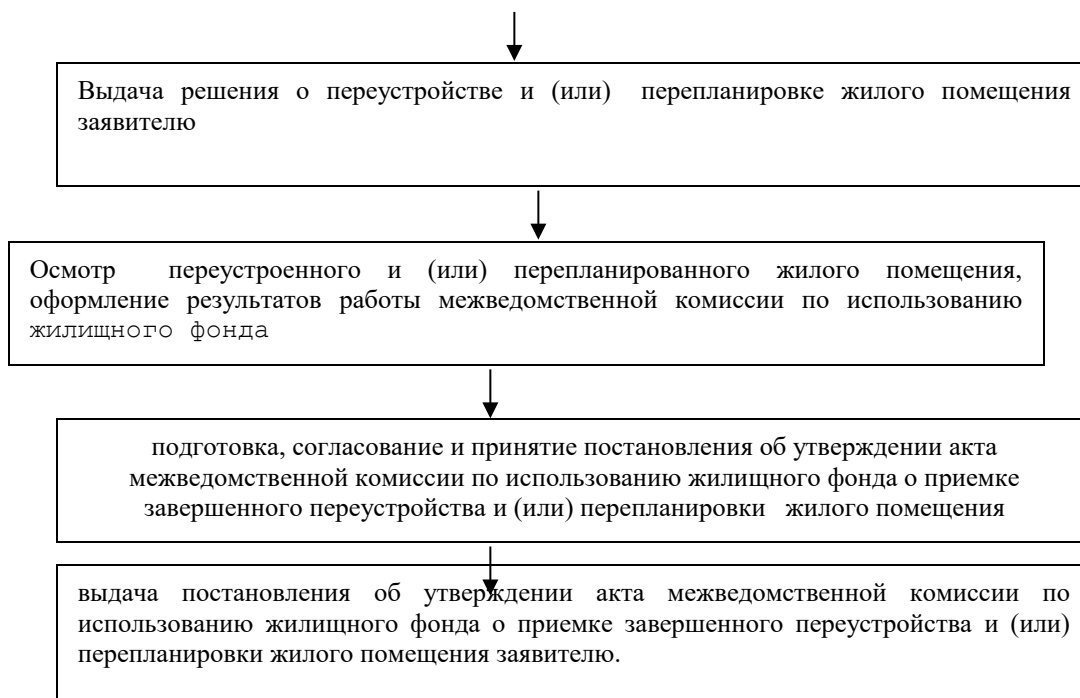 Выдача решения о переустройстве и (или) перепланировке жилого помещения
заявителю
Осмотр переустроенного и (или) перепланированного жилого помещения,
оформление результатов работы межведомственной комиссии по использованию
жилищного фонда
подготовка, согласование и принятие постановления об утверждении акта
межведомственной комиссии по использованию жилищного фонда о приемке
завершенного переустройства и (или) перепланировки жилого помещения
выдача постановления об утверждении акта межведомственной комиссии по
использованию жилищного фонда о приемке завершенного переустройства и (или)
перепланировки жилого помещения заявителю.